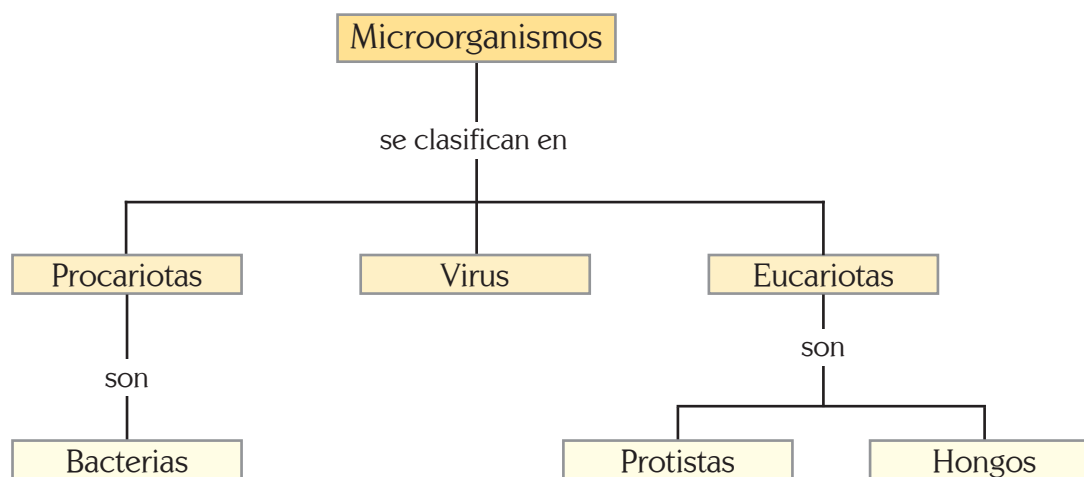 Microorganismos
se clasifican en
Procariotas
Virus
Eucariotas
son
son
Bacterias
Protistas
Hongos